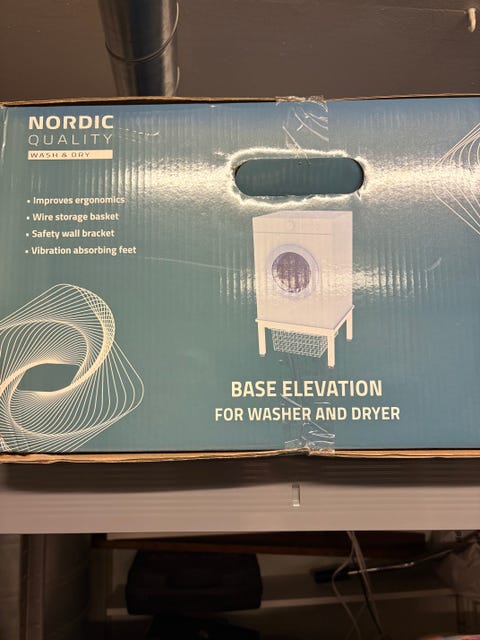 NORDIC
QUALITY
WASH & DRY
• Improves ergonomics
• Wire storage basket
• Safety wall bracket
• Vibration absorbing feet
BASE ELEVATION
FOR WASHER AND DRYER